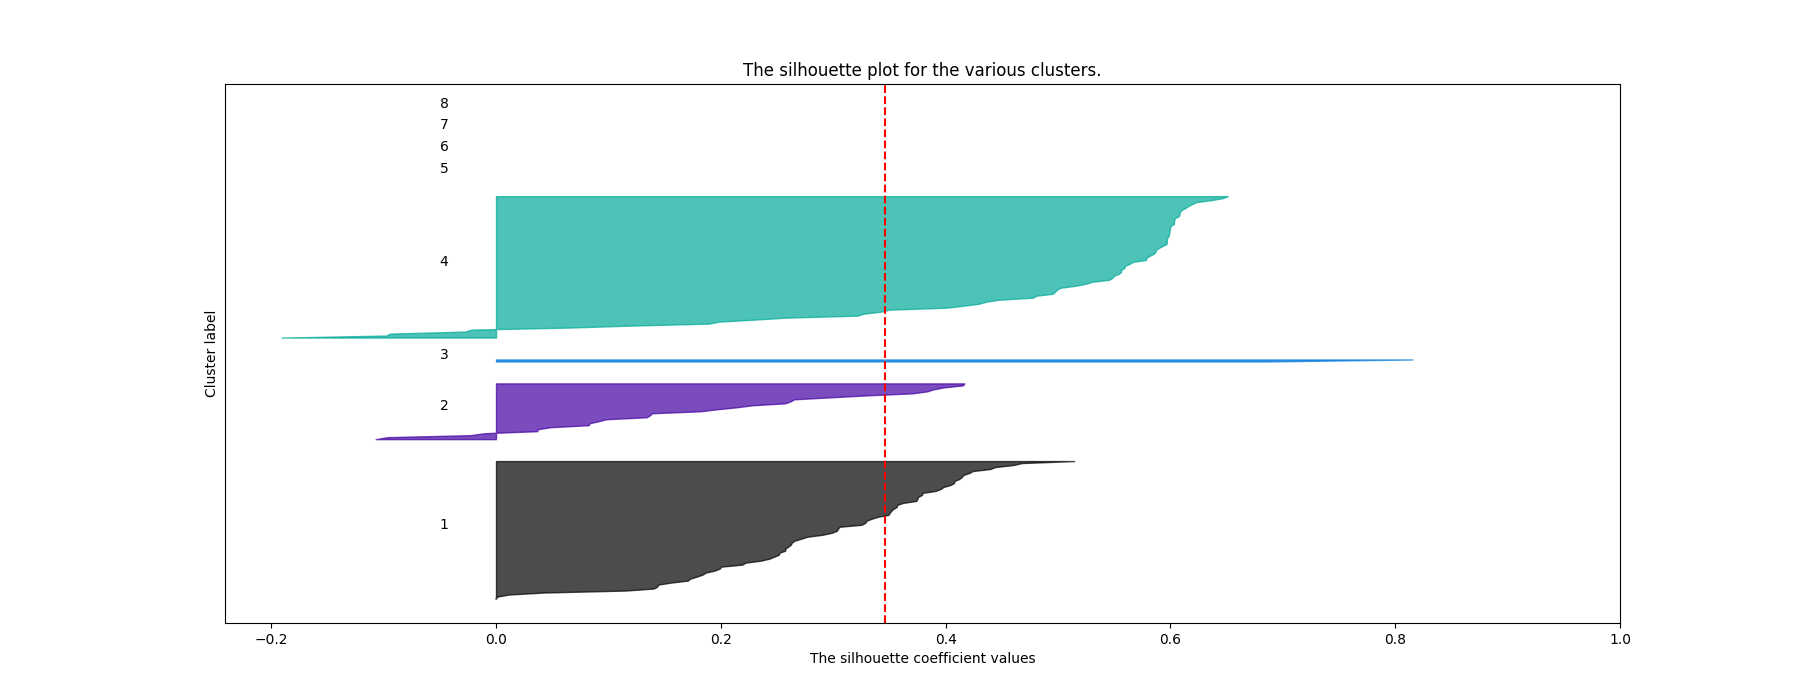 The silhouette plot for the various clusters.
8
7
6
5
4
3
2
1
Cluster label
−0.2 0.0 0.2 0.4 0.6 0.8 1.0
The silhouette coefficient values